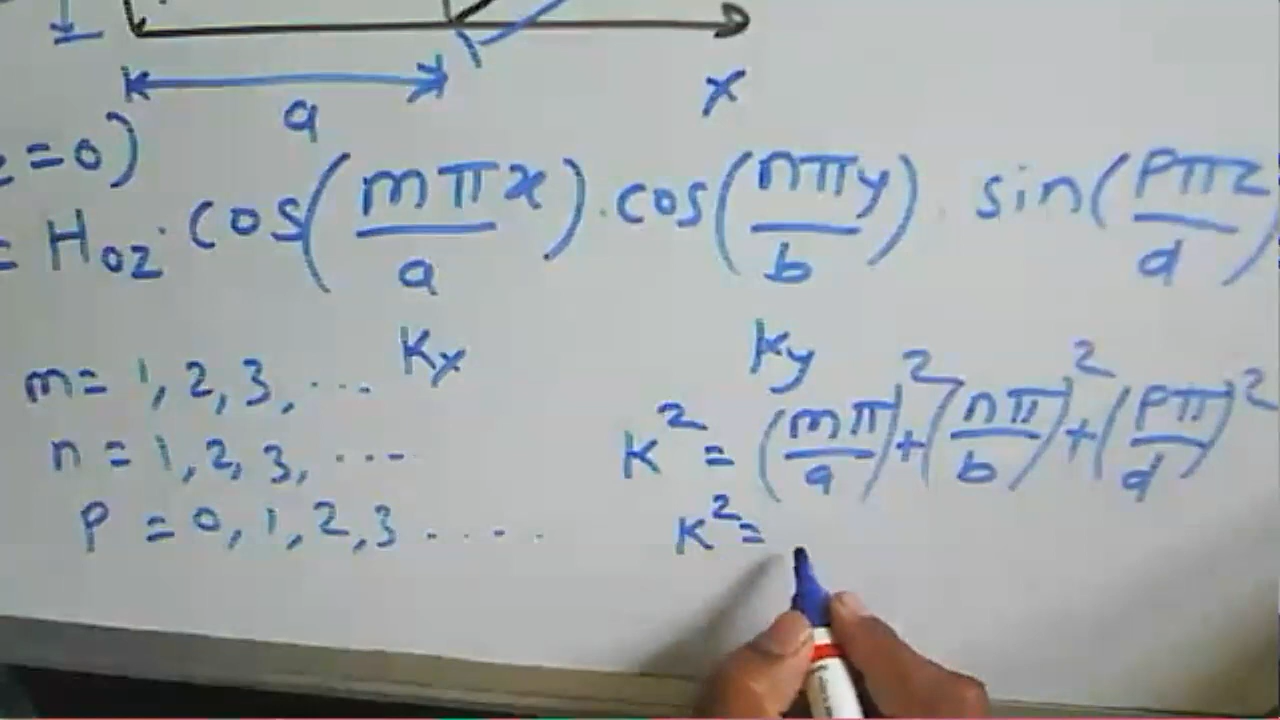 x
a
z=0)
= H0z · cos(mπx/a) · cos(nπy/b) · sin(pπz/d)
Kx Ky
m = 1, 2, 3, ...
n = 1, 2, 3, ....
P = 0, 1, 2, 3 .....
K² = (mπ/a)² + (nπ/b)² + (pπ/d)²
K² =